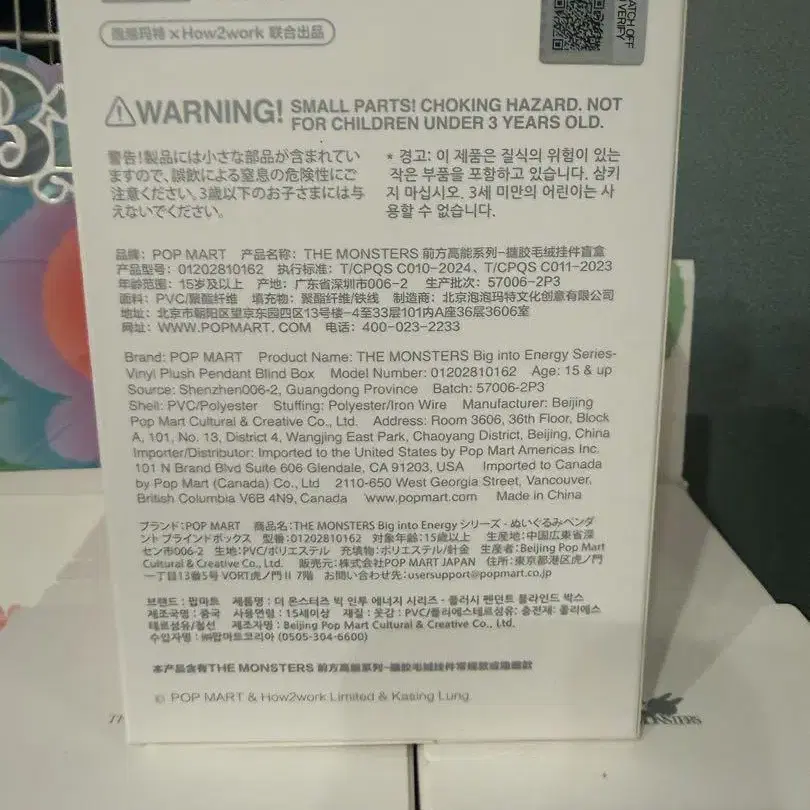 泡泡玛特 × How2work 联合出品
SCRATCH OFF
VERIFY
WARNING! SMALL PARTS! CHOKING HAZARD. NOT
FOR CHILDREN UNDER 3 YEARS OLD.
警告!製品には小さな部品が含まれてい
ますので、誤飲による窒息の危険性にご
注意ください。3歳以下のお子さまには与
えないでください。
* 경고: 이 제품은 질식의 위험이 있는
작은 부품을 포함하고 있습니다. 삼키
지 마십시오. 3세 미만의 어린이는 사
용할 수 없습니다.
品牌: POP MART 产品名称: THE MONSTERS 前方高能系列-搪胶毛绒挂件盲盒
产品型号: 01202810162 执行标准: T/CPQS C010-2024、T/CPQS C011-2023
年龄范围: 15岁及以上 产地: 广东省深圳市006-2 生产批次: 57006-2P3
面料: PVC/聚酯纤维 填充物: 聚酯纤维/铁线 制造商: 北京泡泡玛特文化创意有限公司
地址: 北京市朝阳区望京东园四区13号楼-4至33层101内A座36层3606室
网址: WWW.POPMART.COM 电话: 400-023-2233
Brand: POP MART Product Name: THE MONSTERS Big into Energy Series-
Vinyl Plush Pendant Blind Box Model Number: 01202810162 Age: 15 & up
Source: Shenzhen006-2, Guangdong Province Batch: 57006-2P3
Shell: PVC/Polyester Stuffing: Polyester/Iron Wire Manufacturer: Beijing
Pop Mart Cultural & Creative Co., Ltd. Address: Room 3606, 36th Floor, Block
A, 101, No. 13, District 4, Wangjing East Park, Chaoyang District, Beijing, China
Importer/Distributor: Imported to the United States by Pop Mart Americas Inc.
101 N Brand Blvd Suite 606 Glendale, CA 91203, USA Imported to Canada
by Pop Mart (Canada) Co., Ltd 2110-650 West Georgia Street, Vancouver,
British Columbia V6B 4N9, Canada www.popmart.com Made in China
ブランド:POP MART 商品名:THE MONSTERS Big into Energy シリーズ - ぬいぐるみペンダ
ント ブラインドボックス 型番:01202810162 対象年齢:15歳以上 生産地:中国広東省深
セン市006-2 生地:PVC/ポリエステル 充填物:ポリエステル/針金 生産者:Beijing Pop Mart
Cultural & Creative Co., Ltd. 販売元:株式会社POP MART JAPAN 住所:東京都港区虎ノ門
一丁目13番5号 VORT虎ノ門II 7階 お問い合わせ先:usersupport@popmart.co.jp
브랜드 : 팝마트 제품명 : 더 몬스터즈 빅 인투 에너지 시리즈 - 플러시 펜던트 블라인드 박스
제조국명 : 중국 사용연령 : 15세이상 재질 : 겉감 : PVC/폴리에스테르섬유: 충전재: 폴리에스
테르섬유/철선 제조자명 : Beijing Pop Mart Cultural & Creative Co., Ltd.
수입자명 : ㈜팝마트코리아 (0505-304-6600)
本产品含有THE MONSTERS 前方高能系列-搪胶毛绒挂件常规款或隐藏款
© POP MART & How2work Limited & Kasing Lung